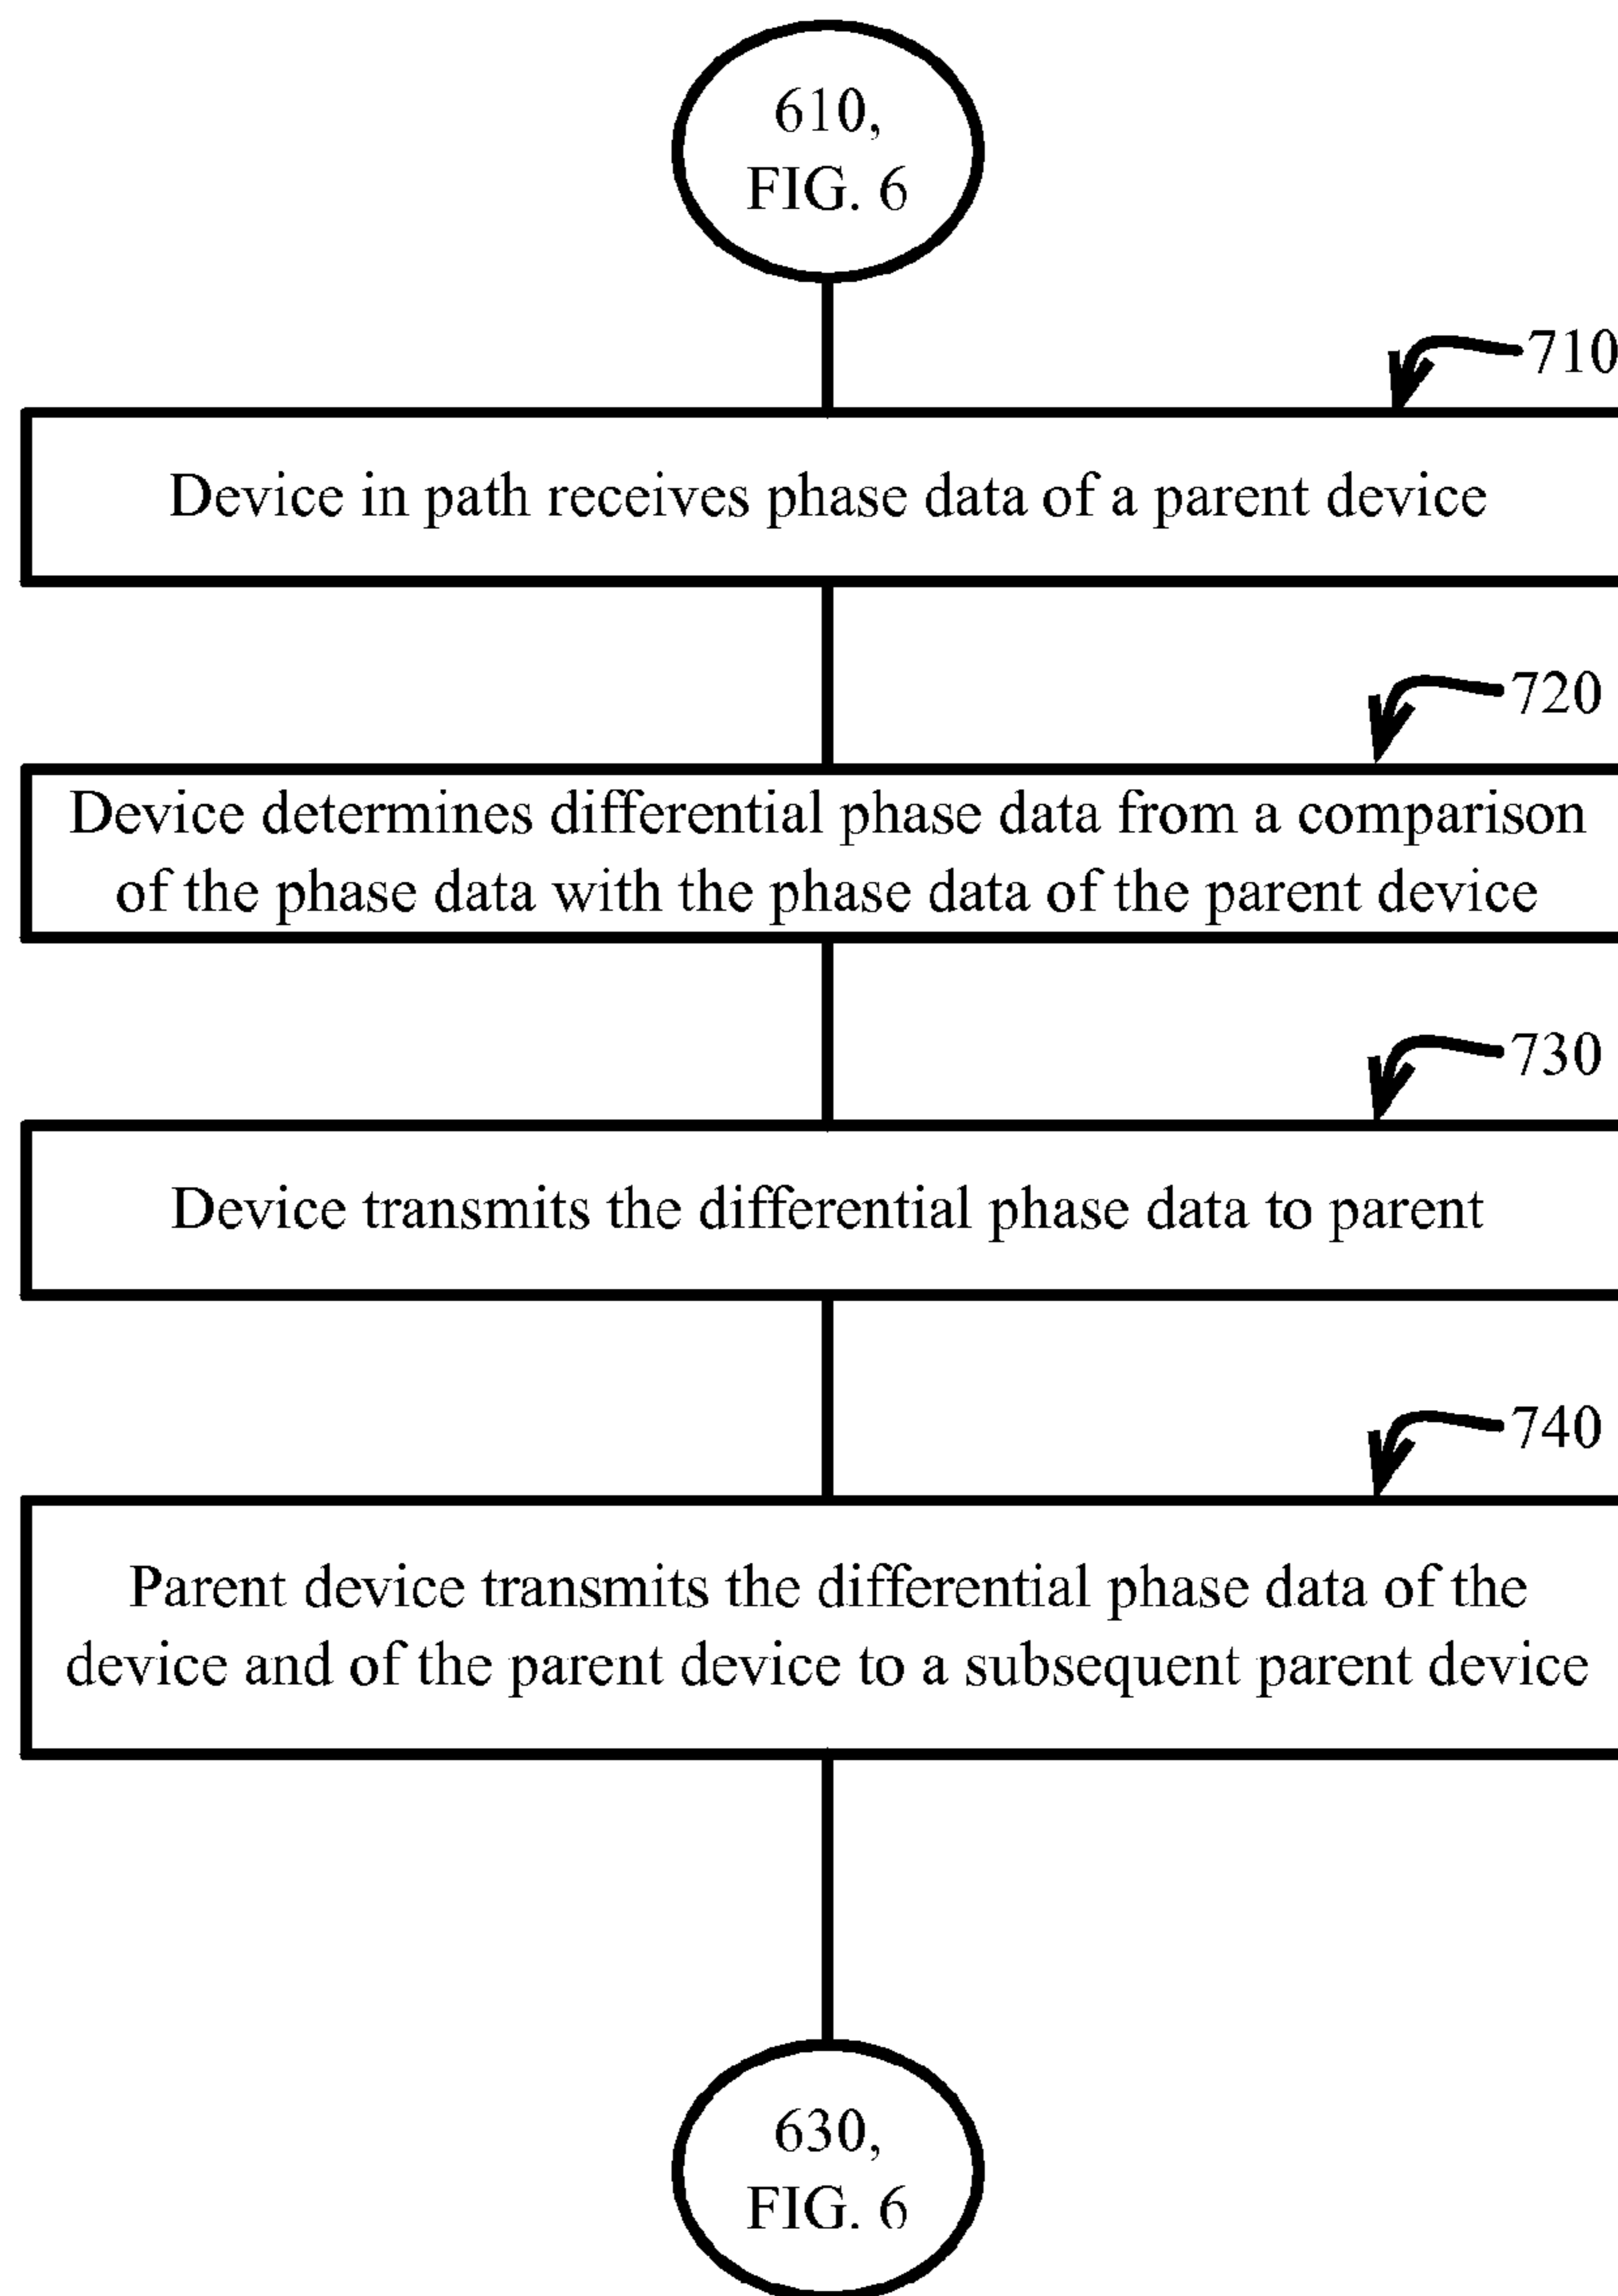 610,
FIG. 6
710
Device in path receives phase data of a parent device
720
Device determines differential phase data from a comparison
of the phase data with the phase data of the parent device
730
Device transmits the differential phase data to parent
740
Parent device transmits the differential phase data of the
device and of the parent device to a subsequent parent device
630,
FIG. 6